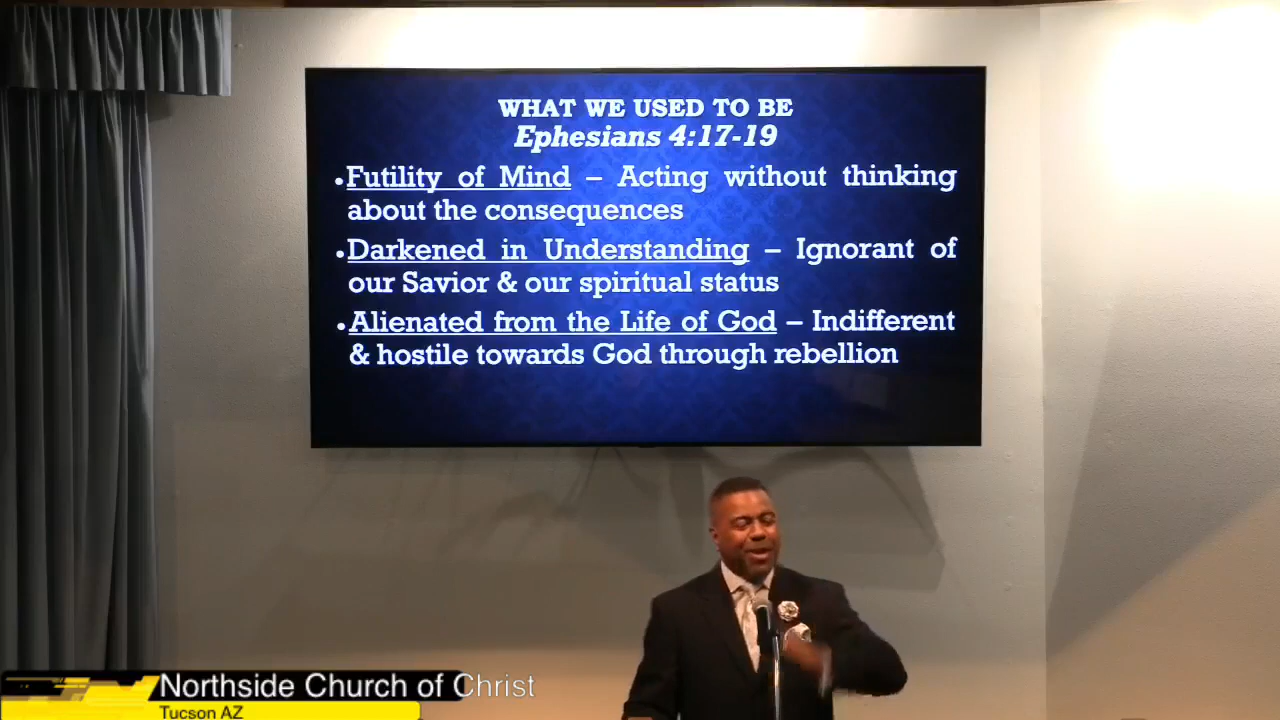 WHAT WE USED TO BE
Ephesians 4:17-19
•Futility of Mind – Acting without thinking
about the consequences
•Darkened in Understanding – Ignorant of
our Savior & our spiritual status
•Alienated from the Life of God – Indifferent
& hostile towards God through rebellion
Northside Church of Christ
Tucson AZ